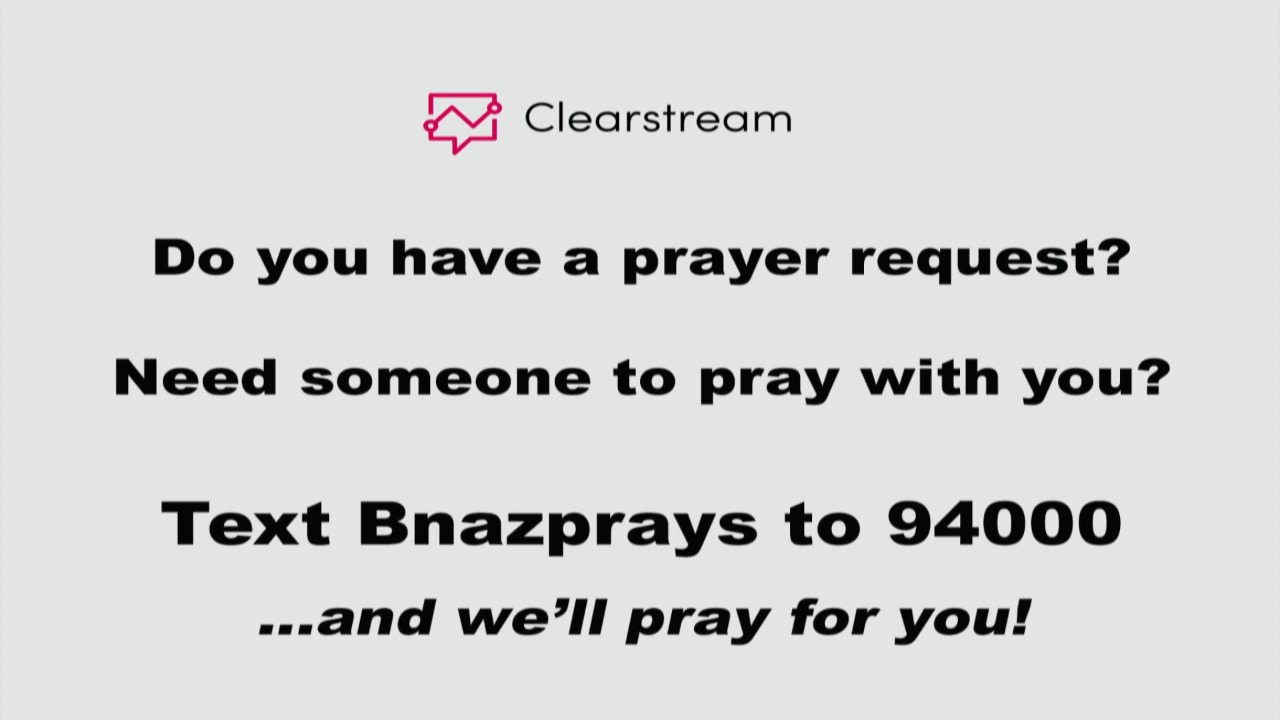 Clearstream
Do you have a prayer request?
Need someone to pray with you?
Text Bnazprays to 94000
...and we’ll pray for you!